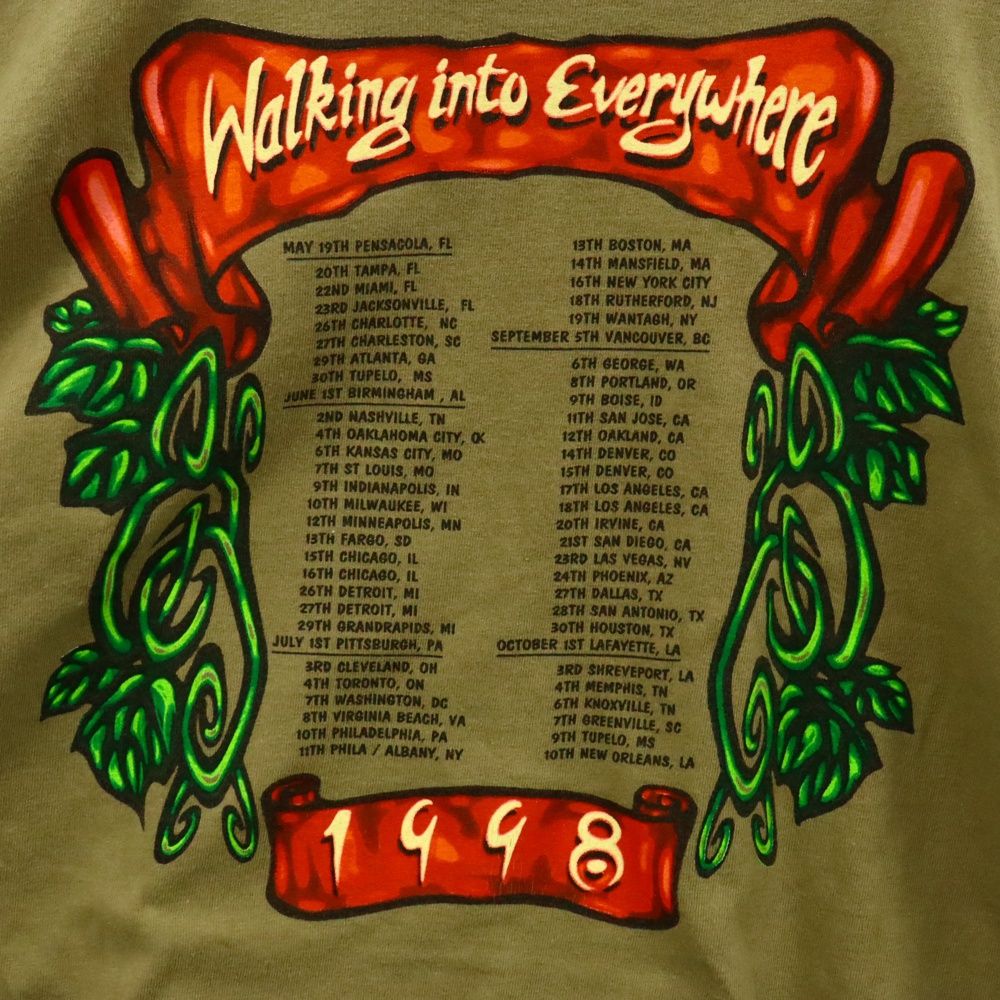 Walking into Everywhere
MAY 19TH PENSACOLA, FL
20TH TAMPA, FL
22ND MIAMI, FL
23RD JACKSONVILLE, FL
26TH CHARLOTTE, NC
27TH CHARLESTON, SC
29TH ATLANTA, GA
30TH TUPELO, MS
JUNE 1ST BIRMINGHAM , AL
2ND NASHVILLE, TN
4TH OAKLAHOMA CITY, OK
6TH KANSAS CITY, MO
7TH ST LOUIS, MO
9TH INDIANAPOLIS, IN
10TH MILWAUKEE, WI
12TH MINNEAPOLIS, MN
13TH FARGO, SD
15TH CHICAGO, IL
16TH CHICAGO, IL
26TH DETROIT, MI
27TH DETROIT, MI
29TH GRANDRAPIDS, MI
JULY 1ST PITTSBURGH, PA
3RD CLEVELAND, OH
4TH TORONTO, ON
7TH WASHINGTON, DC
8TH VIRGINIA BEACH, VA
10TH PHILADELPHIA, PA
11TH PHILA / ALBANY, NY
13TH BOSTON, MA
14TH MANSFIELD, MA
16TH NEW YORK CITY
18TH RUTHERFORD, NJ
19TH WANTAGH, NY
SEPTEMBER 5TH VANCOUVER, BC
6TH GEORGE, WA
8TH PORTLAND, OR
9TH BOISE, ID
11TH SAN JOSE, CA
12TH OAKLAND, CA
14TH DENVER, CO
15TH DENVER, CO
17TH LOS ANGELES, CA
18TH LOS ANGELES, CA
20TH IRVINE, CA
21ST SAN DIEGO, CA
23RD LAS VEGAS, NV
24TH PHOENIX, AZ
27TH DALLAS, TX
28TH SAN ANTONIO, TX
30TH HOUSTON, TX
OCTOBER 1ST LAFAYETTE, LA
3RD SHREVEPORT, LA
4TH MEMPHIS, TN
6TH KNOXVILLE, TN
7TH GREENVILLE, SC
9TH TUPELO, MS
10TH NEW ORLEANS, LA
1998